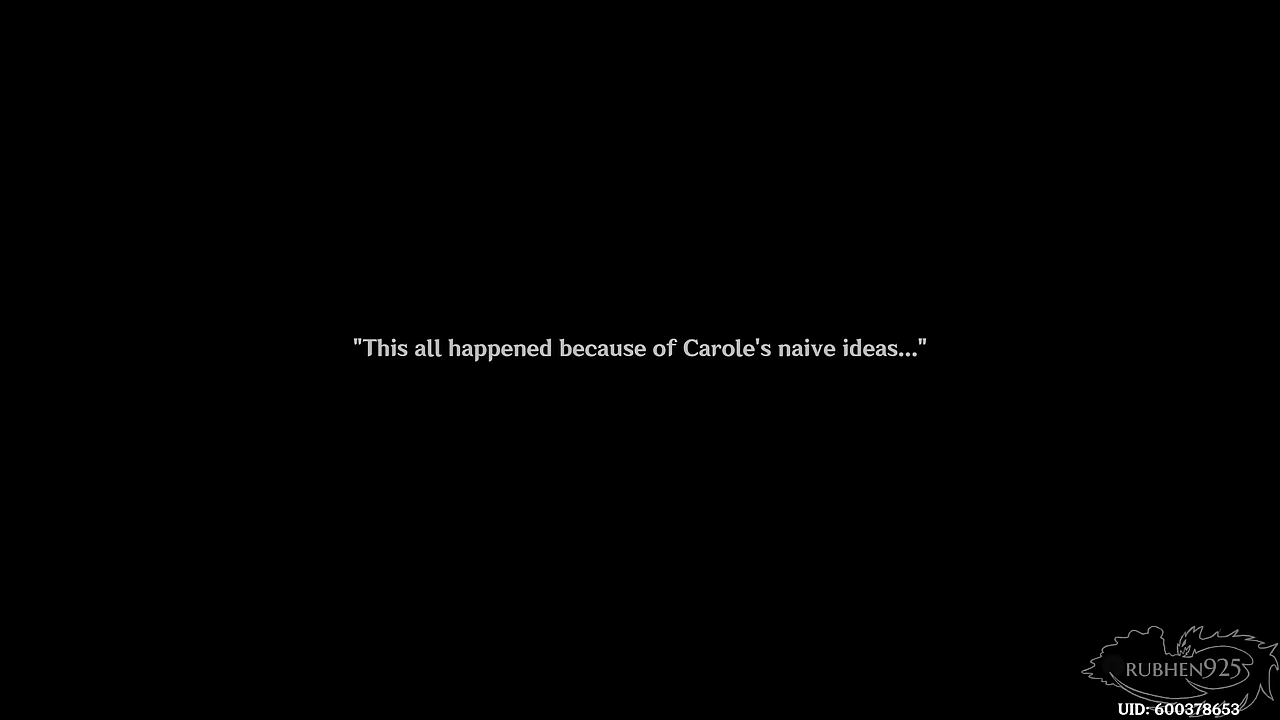 "This all happened because of Carole's naive ideas..."
RUBHEN925
UID: 600378653